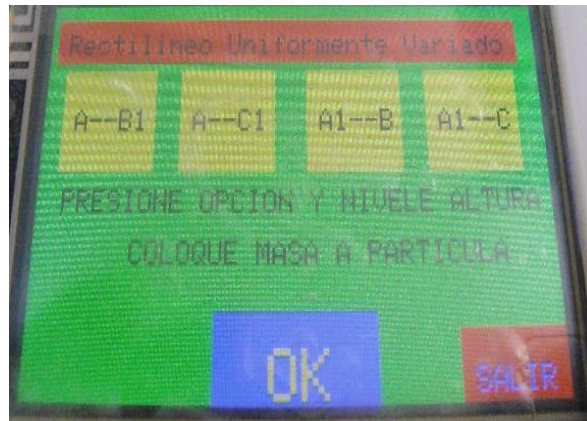 Rectilineo Uniformente Variado
A--B1 A--C1 A1--B A1--C
PRESIONE OPCION Y NIVELE ALTURA
COLOQUE MASA A PARTICULA
OK SALIR